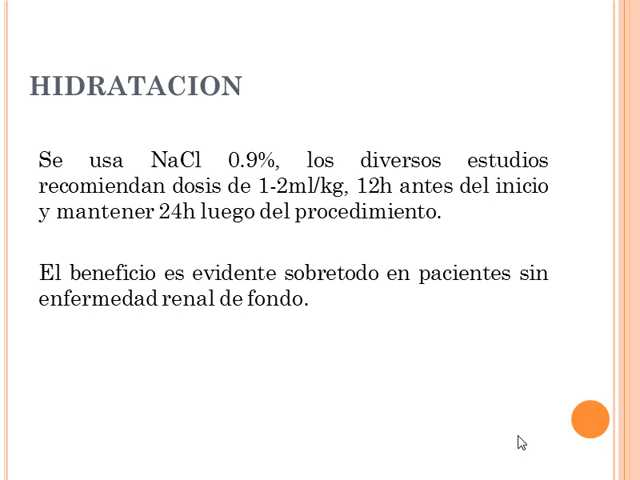 HIDRATACION
Se usa NaCl 0.9%, los diversos estudios
recomiendan dosis de 1-2ml/kg, 12h antes del inicio
y mantener 24h luego del procedimiento.
El beneficio es evidente sobretodo en pacientes sin
enfermedad renal de fondo.